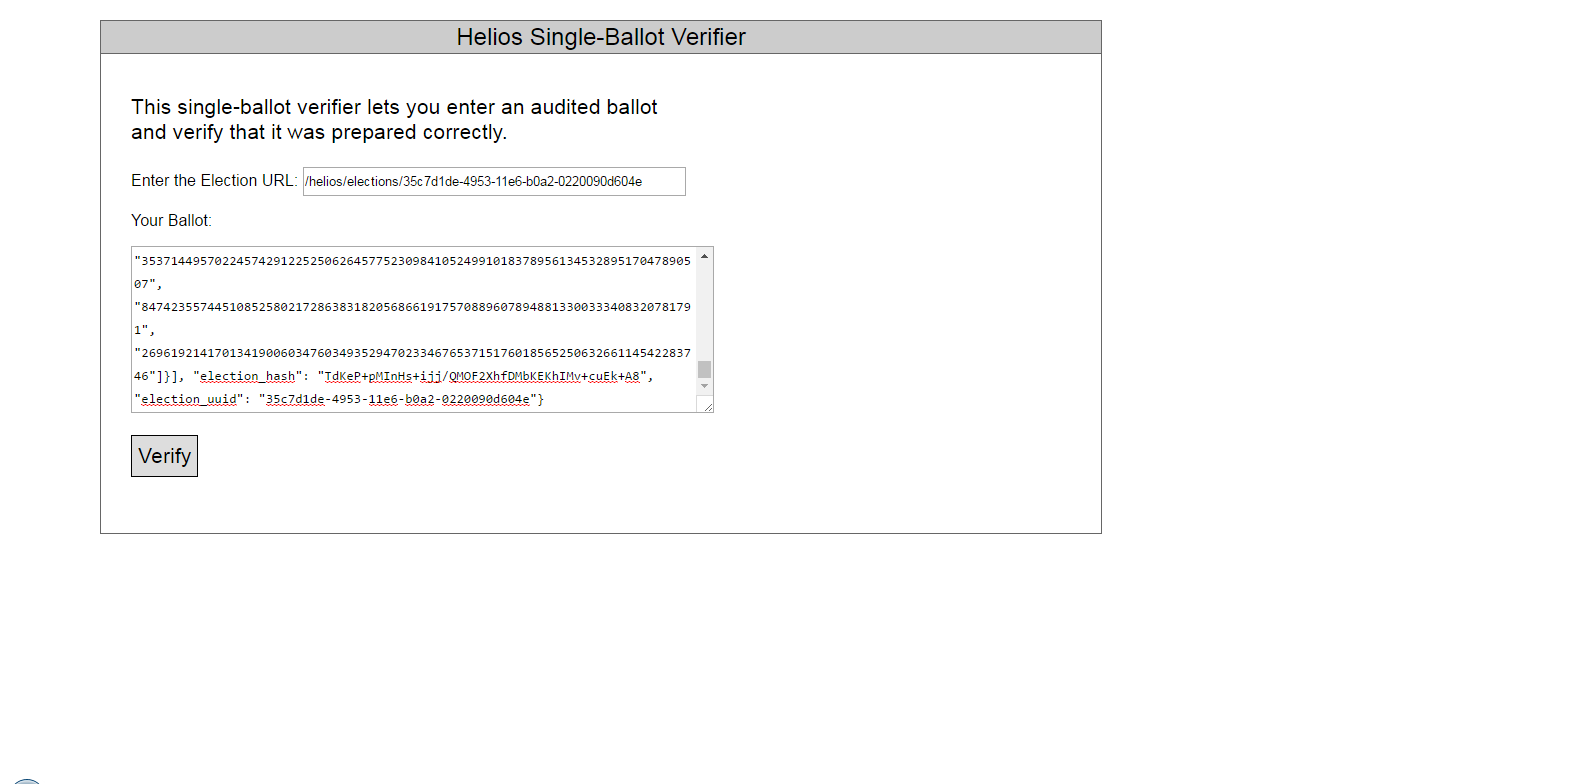 Helios Single-Ballot Verifier
This single-ballot verifier lets you enter an audited ballot
and verify that it was prepared correctly.
Enter the Election URL: /helios/elections/35c7d1de-4953-11e6-b0a2-0220090d604e
Your Ballot:
"353714495702245742912252506264577523098410524991018378956134532895170478905
07",
"847423557445108525802172863831820568661917570889607894881330033340832078179
1",
"269619214170134190060347603493529470233467653715176018565250632661145422837
46"]}], "election_hash": "TdKeP+pMInHs+ijj/QMOF2XhfDMbKEKhIMv+cuEk+A8",
"election_uuid": "35c7d1de-4953-11e6-b0a2-0220090d604e"}
Verify